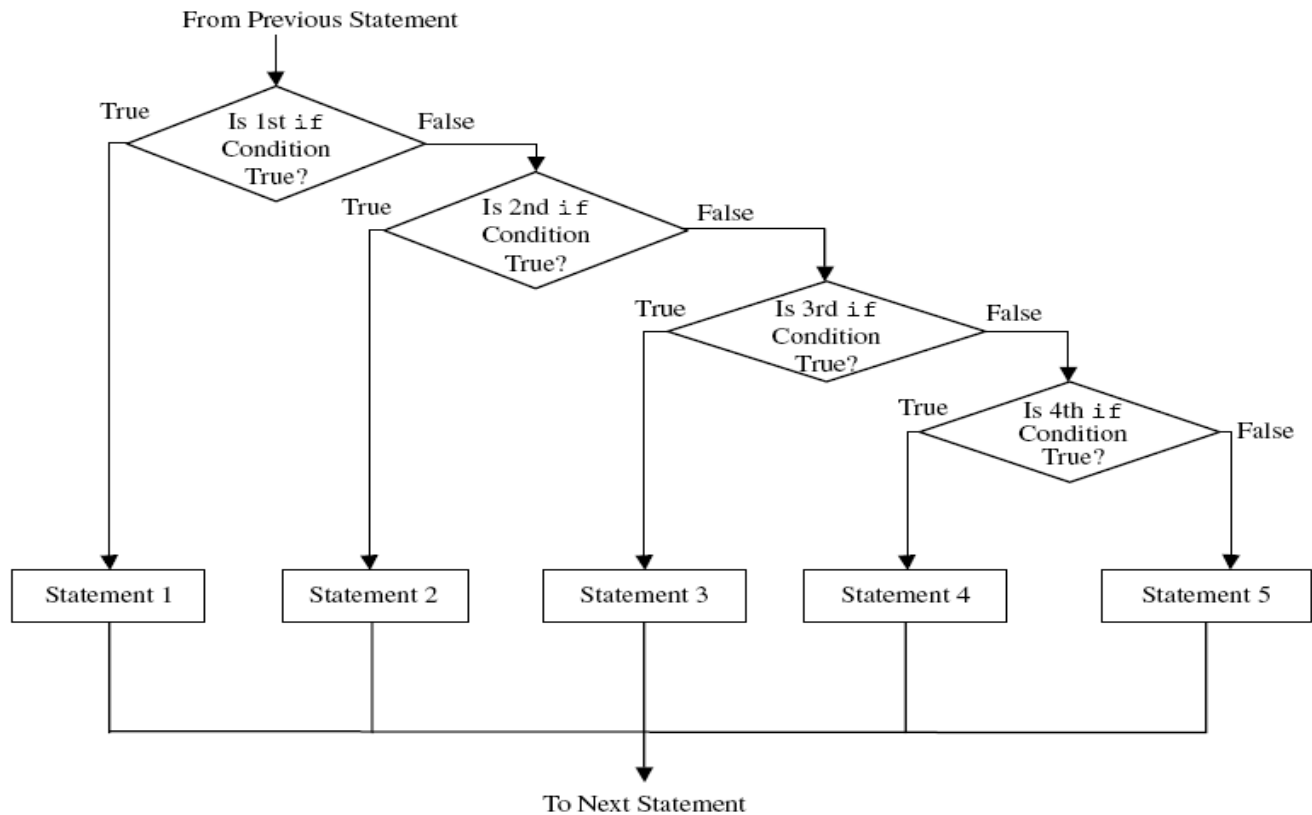 From Previous Statement
True
Is 1st if
Condition
True?
False
True
Is 2nd if
Condition
True?
False
True
Is 3rd if
Condition
True?
False
True
Is 4th if
Condition
True?
False
Statement 1
Statement 2
Statement 3
Statement 4
Statement 5
To Next Statement